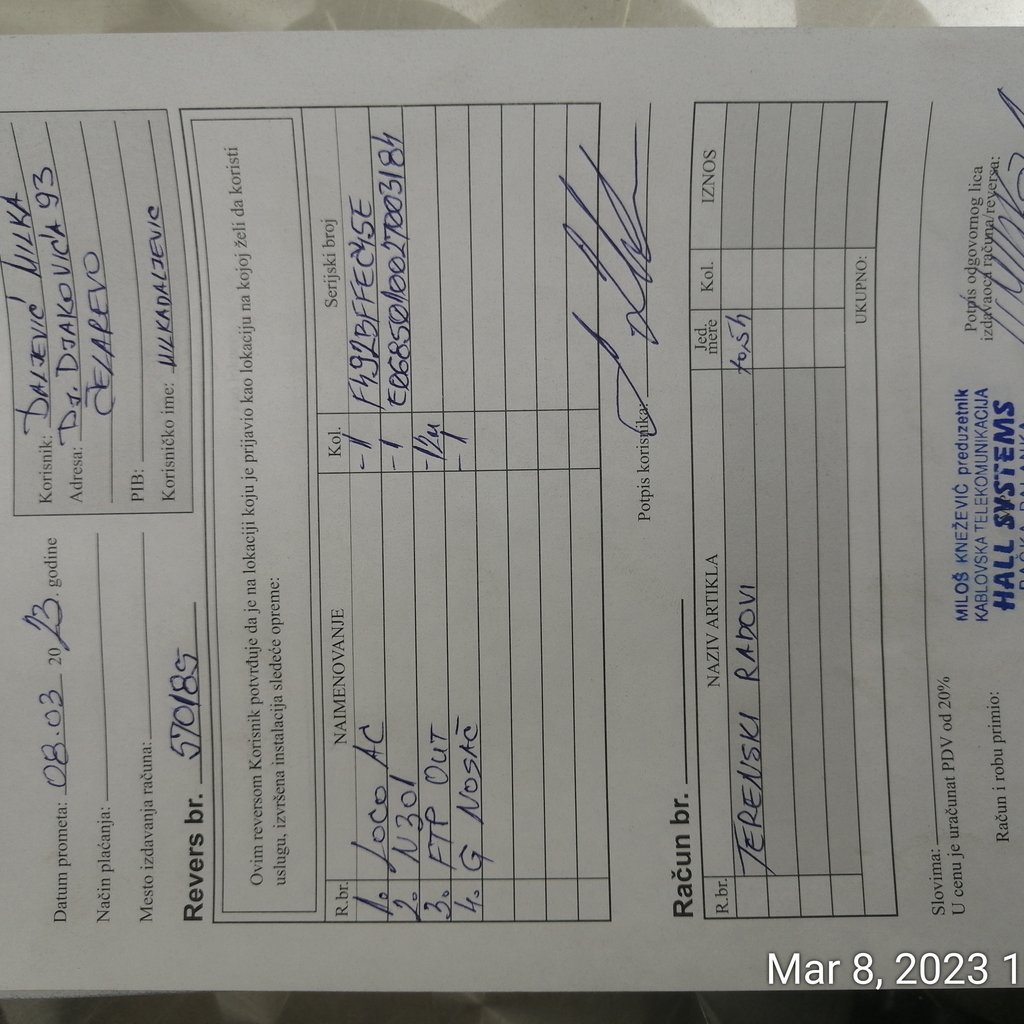 Datum prometa: 08.03 2023. godine
Način plaćanja:
Mesto izdavanja računa:
Korisnik: DALJEVIĆ MILKA
Adresa: DJ. DJAKOVIĆA 93
ČELAREVO
PIB:
Korisničko ime: MILKADALJEVIC
Revers br. 570185
Ovim reversom Korisnik potvrđuje da je na lokaciji koju je prijavio kao lokaciju na kojoj želi da koristi
uslugu, izvršena instalacija sledeće opreme:
R.br. NAIMENOVANJE Kol. Serijski broj
1. LOCO AC -1 F492BFFEC45E
2. N301 -1 E0685010027003184
3. FTP OUT
4. G NOSAČ -1
Potpis korisnika:
Račun br.
R.br. NAZIV ARTIKLA Jed. mere Kol. IZNOS
TERENSKI RADOVI
UKUPNO:
Slovima:
U cenu je uračunat PDV od 20%
Račun i robu primio:
MILOŠ KNEŽEVIĆ preduzetnik
KABLOVSKA TELEKOMUNIKACIJA
HALL SYSTEMS
Potpis odgovornog lica
izdavaoca računa/reversa:
Mar 8, 2023 1